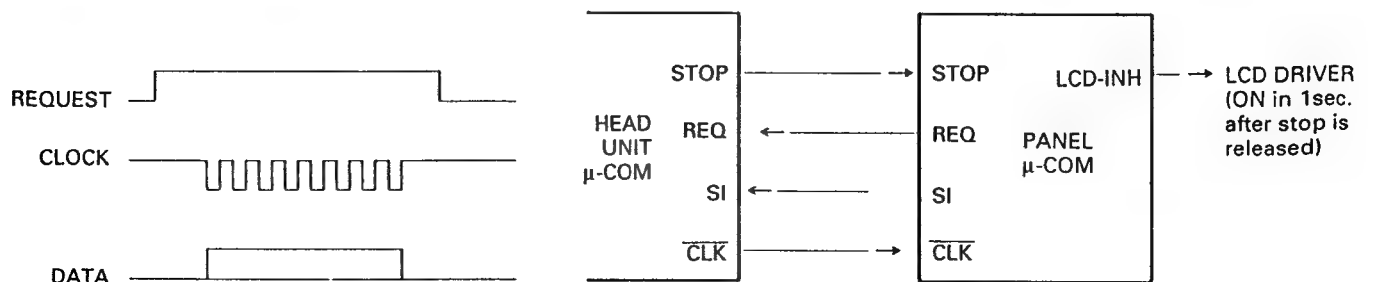 REQUEST
CLOCK
DATA
HEAD
UNIT
μ-COM
STOP
REQ
SI
CLK
STOP
REQ
SI
CLK
LCD-INH
PANEL
μ-COM
LCD DRIVER
(ON in 1sec.
after stop is
released)